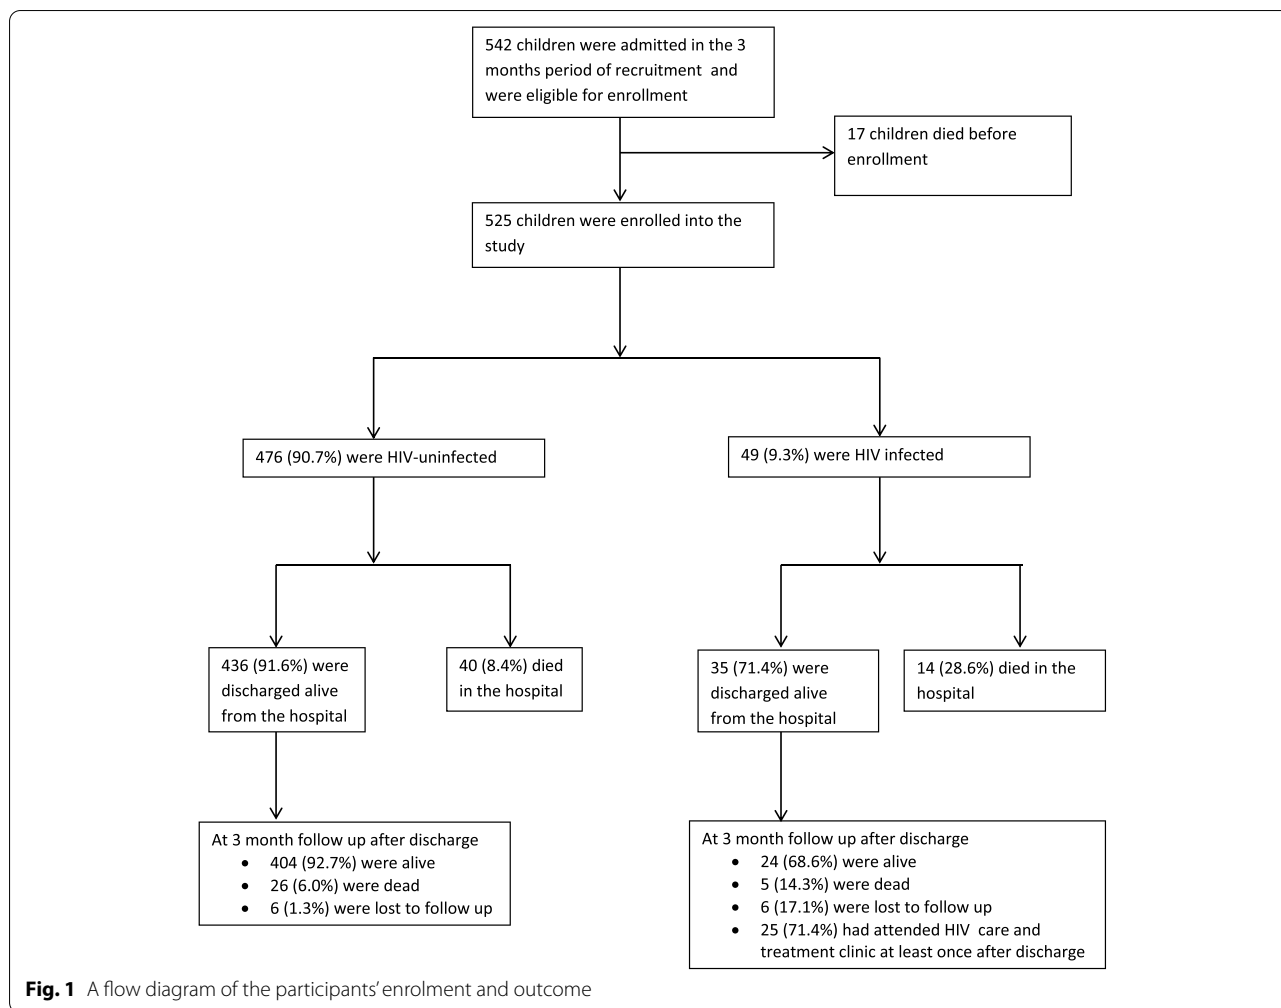 542 children were admitted in the 3
months period of recruitment and
were eligible for enrollment
17 children died before
enrollment
525 children were enrolled into the
study
476 (90.7%) were HIV-uninfected
49 (9.3%) were HIV infected
436 (91.6%) were
discharged alive
from the hospital
40 (8.4%) died
in the hospital
35 (71.4%) were
discharged alive
from the hospital
14 (28.6%) died in the
hospital
At 3 month follow up after discharge
• 404 (92.7%) were alive
• 26 (6.0%) were dead
• 6 (1.3%) were lost to follow up
At 3 month follow up after discharge
• 24 (68.6%) were alive
• 5 (14.3%) were dead
• 6 (17.1%) were lost to follow up
• 25 (71.4%) had attended HIV care and
treatment clinic at least once after discharge
Fig. 1 A flow diagram of the participants' enrolment and outcome